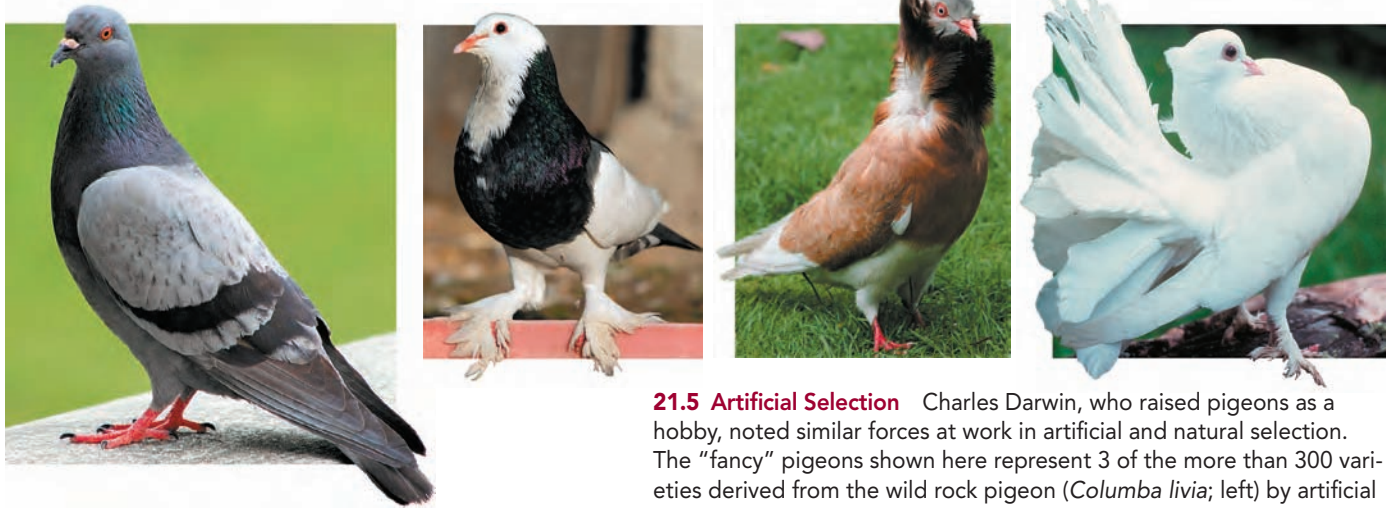 21.5 Artificial Selection Charles Darwin, who raised pigeons as a
hobby, noted similar forces at work in artificial and natural selection.
The “fancy” pigeons shown here represent 3 of the more than 300 vari-
eties derived from the wild rock pigeon (Columba livia; left) by artificial